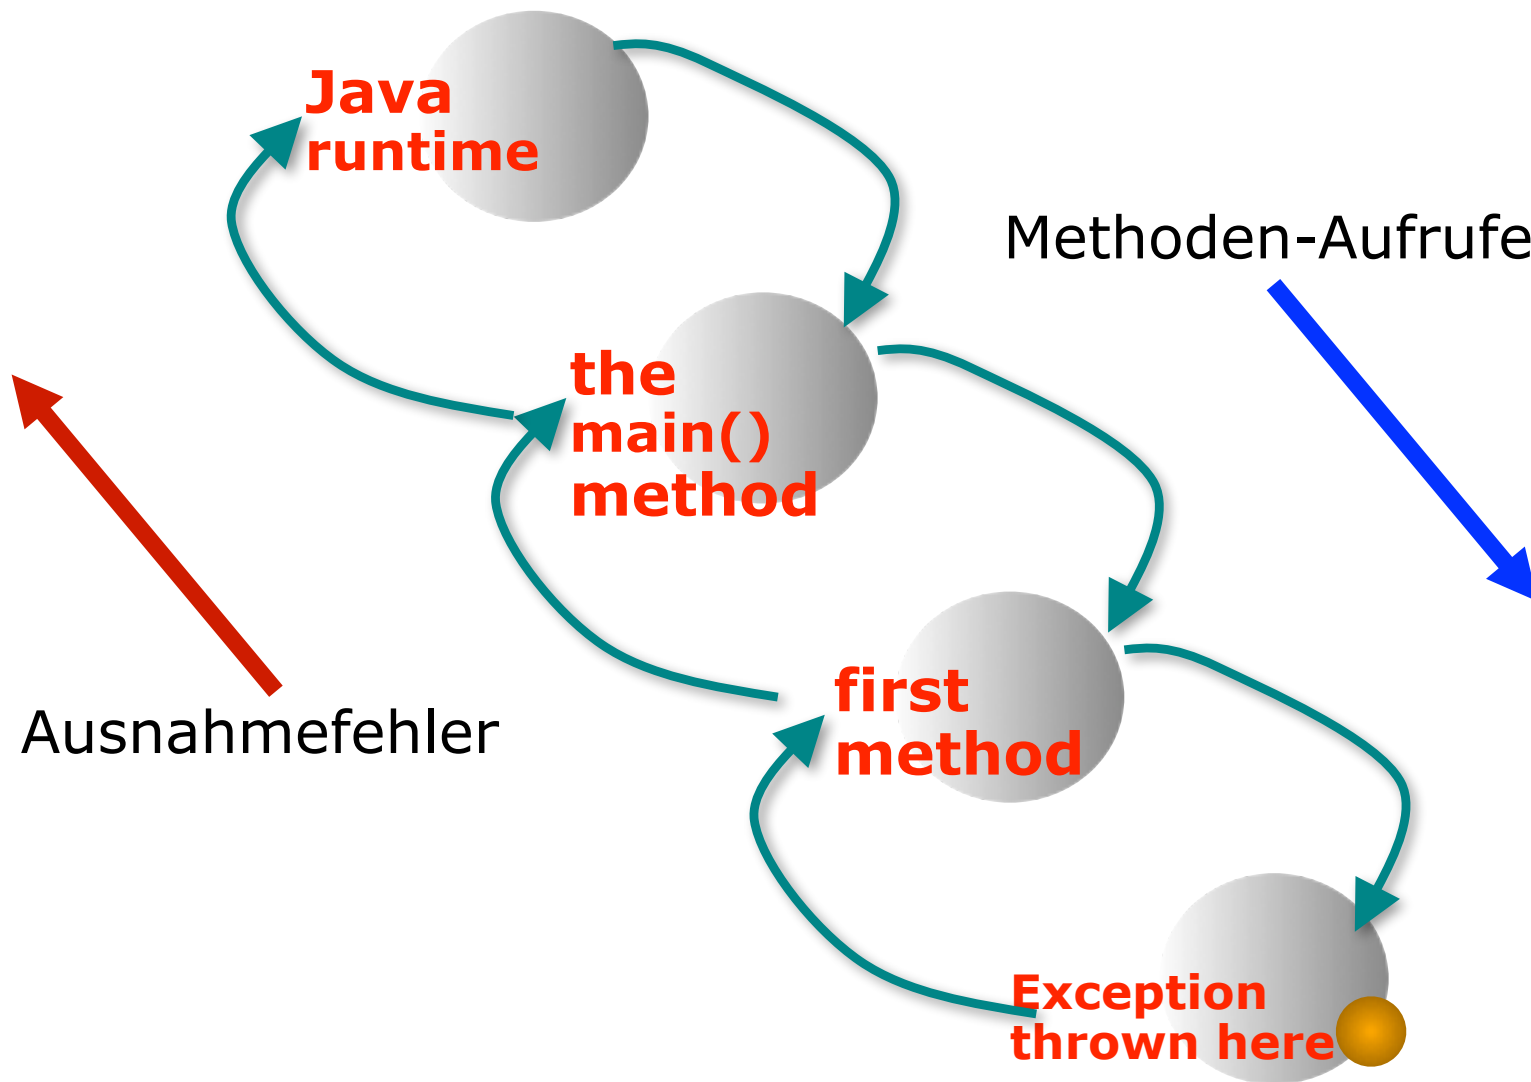 Java
runtime
Methoden-Aufrufe
the
main()
method
first
method
Ausnahmefehler
Exception
thrown here